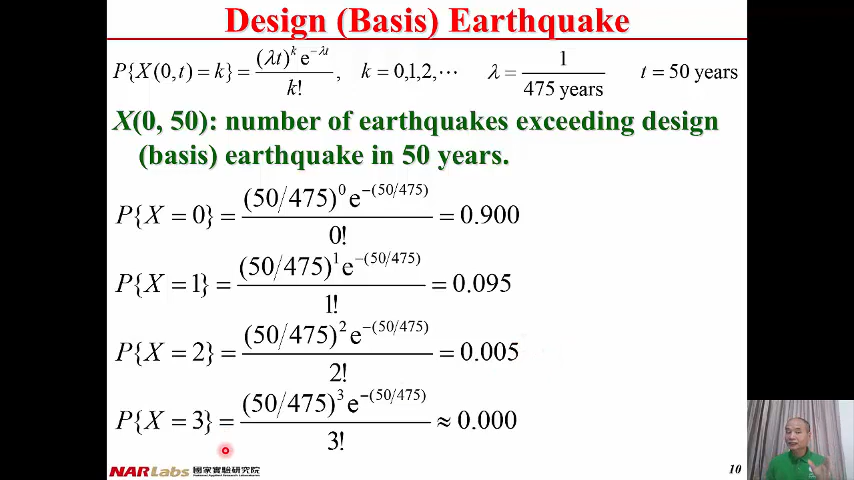 Design (Basis) Earthquake
P{X(0,t) = k} = (λt)^k e^−λt / k! , k = 0,1,2,⋯ λ = 1 / 475 years t = 50 years
X(0, 50): number of earthquakes exceeding design
(basis) earthquake in 50 years.
P{X = 0} = (50/475)^0 e^−(50/475) / 0! = 0.900
P{X = 1} = (50/475)^1 e^−(50/475) / 1! = 0.095
P{X = 2} = (50/475)^2 e^−(50/475) / 2! = 0.005
P{X = 3} = (50/475)^3 e^−(50/475) / 3! ≈ 0.000
NARLabs 國家實驗研究院
10